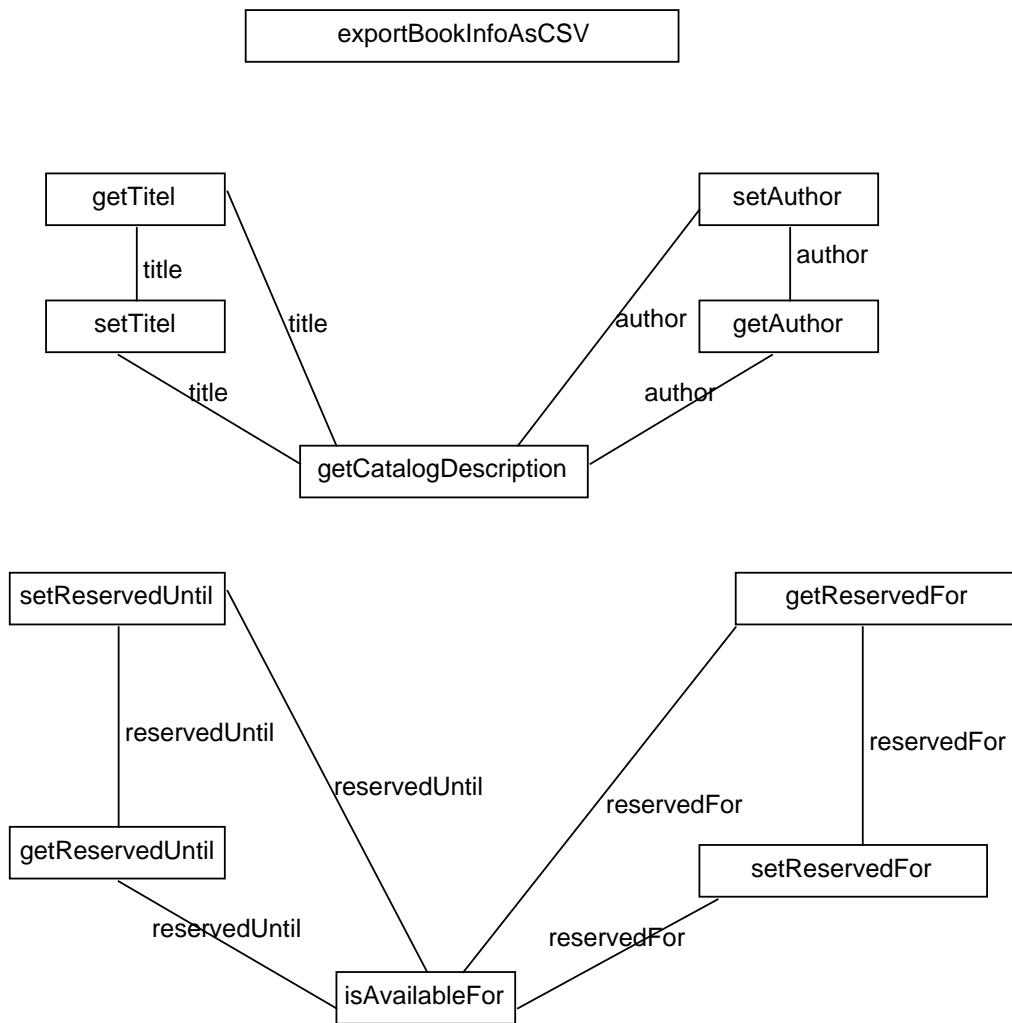 exportBookInfoAsCSV
getTitel
setAuthor
title
author
setTitel
getAuthor
title
author
title
author
getCatalogDescription
setReservedUntil
getReservedFor
reservedUntil
reservedFor
reservedUntil
reservedFor
getReservedUntil
setReservedFor
reservedUntil
reservedFor
isAvailableFor